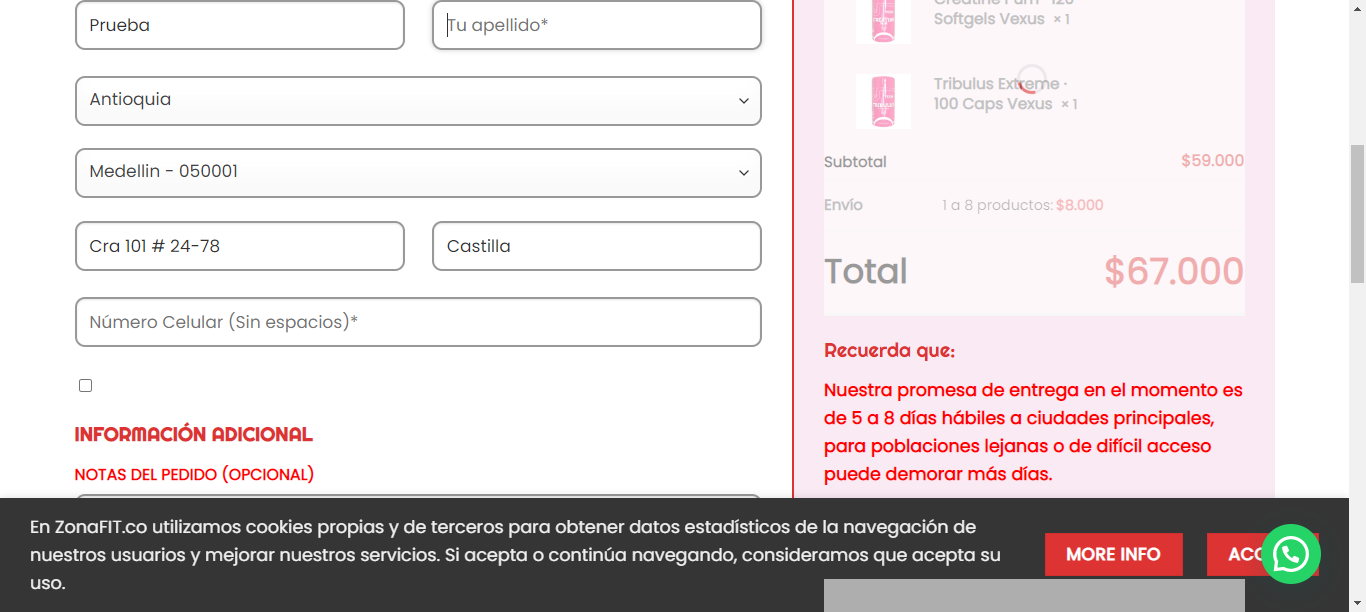 Prueba
Tu apellido*
Antioquia
Medellin - 050001
Cra 101 # 24-78
Castilla
Número Celular (Sin espacios)*
INFORMACIÓN ADICIONAL
NOTAS DEL PEDIDO (OPCIONAL)
Softgels Vexus × 1
Tribulus Extreme ·
100 Caps Vexus × 1
Subtotal $59.000
Envío 1 a 8 productos: $8.000
Total $67.000
Recuerda que:
Nuestra promesa de entrega en el momento es
de 5 a 8 días hábiles a ciudades principales,
para poblaciones lejanas o de difícil acceso
puede demorar más días.
En ZonaFIT.co utilizamos cookies propias y de terceros para obtener datos estadísticos de la navegación de
nuestros usuarios y mejorar nuestros servicios. Si acepta o continúa navegando, consideramos que acepta su
uso.
MORE INFO